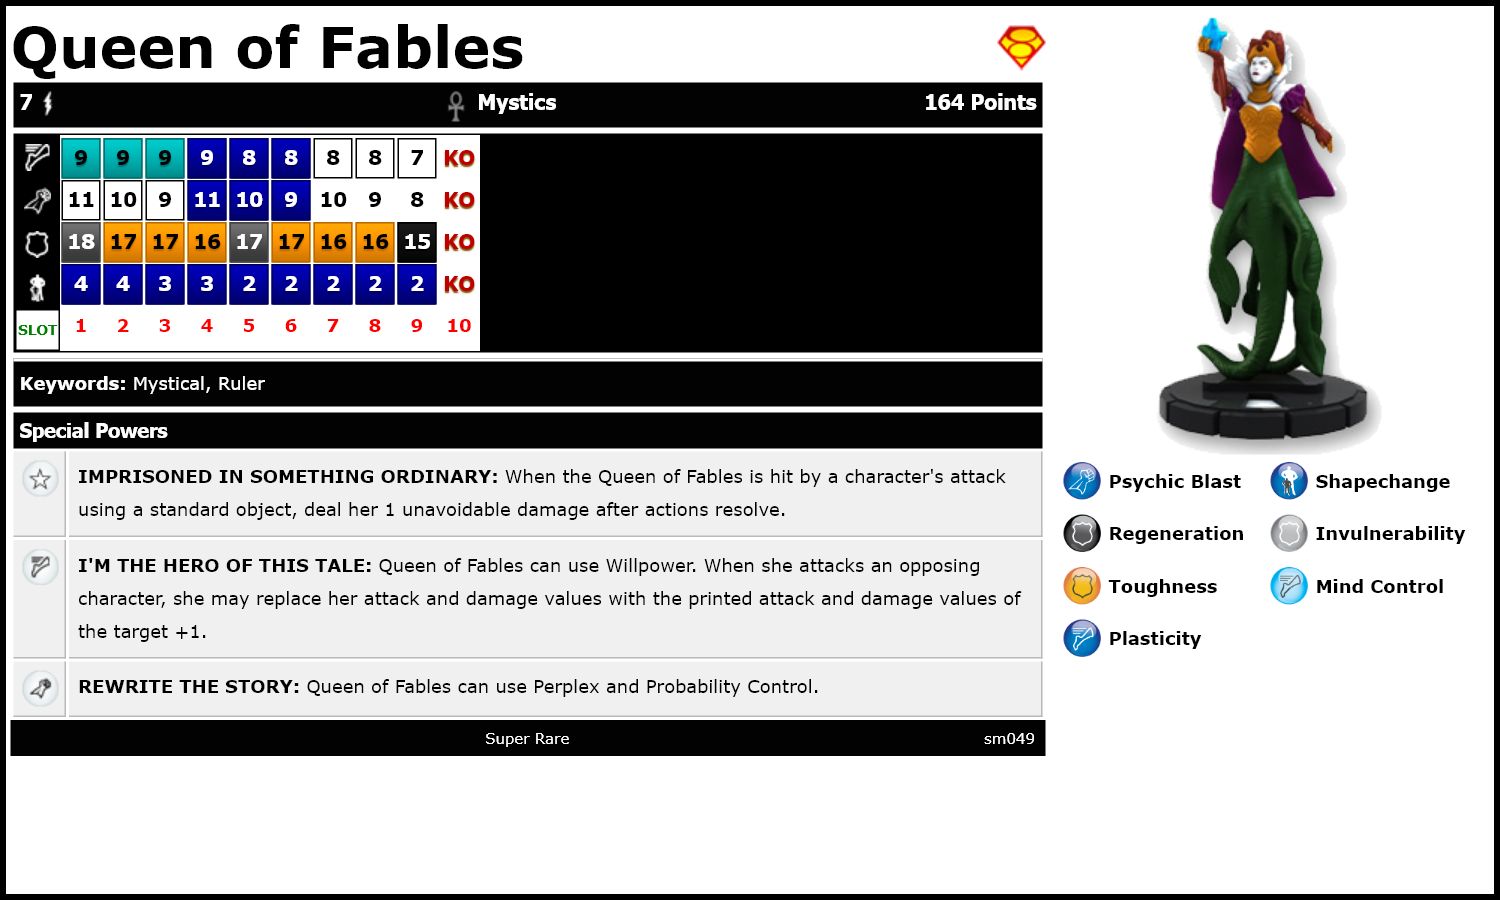 Queen of Fables
7 Mystics 164 Points
9 9 9 9 8 8 8 8 7 KO
11 10 9 11 10 9 10 9 8 KO
18 17 17 16 17 17 16 16 15 KO
4 4 3 3 2 2 2 2 2 KO
SLOT 1 2 3 4 5 6 7 8 9 10
Keywords: Mystical, Ruler
Special Powers
IMPRISONED IN SOMETHING ORDINARY: When the Queen of Fables is hit by a character's attack
using a standard object, deal her 1 unavoidable damage after actions resolve.
I'M THE HERO OF THIS TALE: Queen of Fables can use Willpower. When she attacks an opposing
character, she may replace her attack and damage values with the printed attack and damage values of
the target +1.
REWRITE THE STORY: Queen of Fables can use Perplex and Probability Control.
Super Rare sm049
Psychic Blast Shapechange
Regeneration Invulnerability
Toughness Mind Control
Plasticity